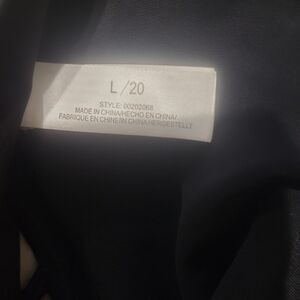 L /20
STYLE: 00202068
MADE IN CHINA/HECHO EN CHINA/
FABRIQUE EN CHINE/IN CHINA HERGESTELLT